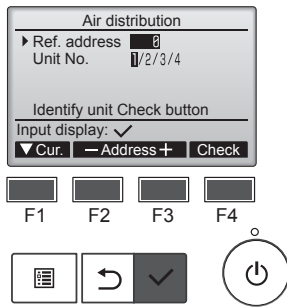 Air distribution
▶ Ref. address 0
Unit No. 1/2/3/4
Identify unit Check button
Input display: ✓
▼ Cur. − Address + Check
F1 F2 F3 F4